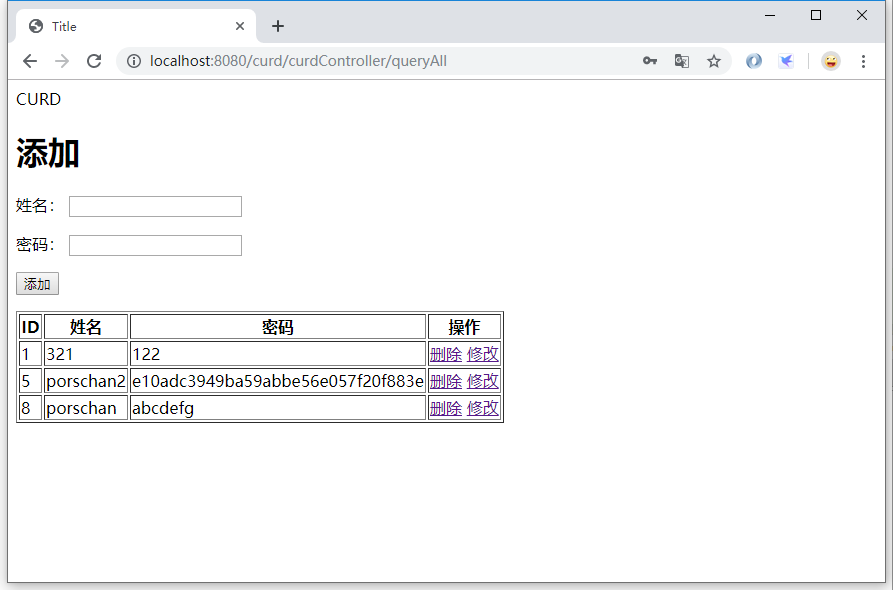 Title
localhost:8080/curd/curdController/queryAll
CURD
添加
姓名：
密码：
添加
ID 姓名 密码 操作
1 321 122 删除 修改
5 porschan2 e10adc3949ba59abbe56e057f20f883e 删除 修改
8 porschan abcdefg 删除 修改